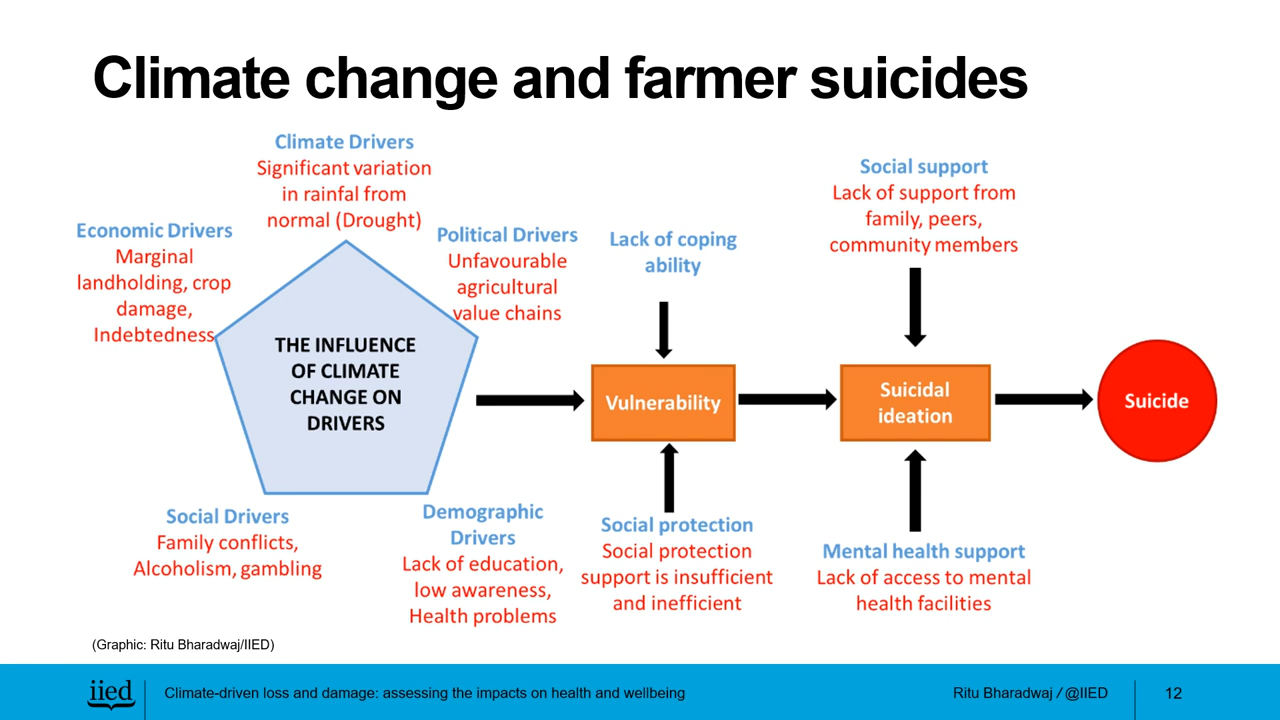 Climate change and farmer suicides
Climate Drivers
Significant variation
in rainfal from
normal (Drought)
Economic Drivers
Marginal
landholding, crop
damage,
Indebtedness
Political Drivers
Unfavourable
agricultural
value chains
THE INFLUENCE
OF CLIMATE
CHANGE ON
DRIVERS
Social Drivers
Family conflicts,
Alcoholism, gambling
Demographic
Drivers
Lack of education,
low awareness,
Health problems
Lack of coping
ability
Vulnerability
Social protection
Social protection
support is insufficient
and inefficient
Social support
Lack of support from
family, peers,
community members
Suicidal
ideation
Mental health support
Lack of access to mental
health facilities
Suicide
(Graphic: Ritu Bharadwaj/IIED)
iied
Climate-driven loss and damage: assessing the impacts on health and wellbeing
Ritu Bharadwaj / @IIED
12